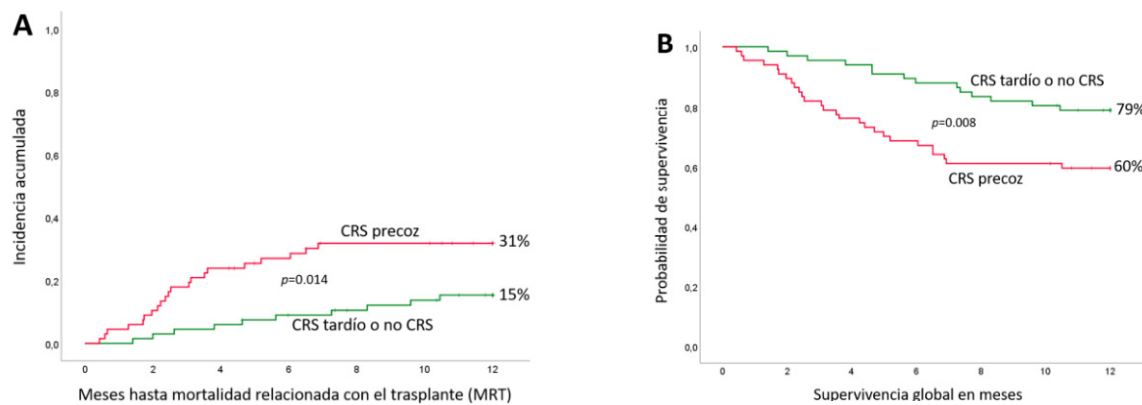 A
Incidencia acumulada
1,0
0,8
0,6
0,4
0,2
0,0
CRS precoz
31%
p=0.014
15%
CRS tardío o no CRS
0 2 4 6 8 10 12
Meses hasta mortalidad relacionada con el trasplante (MRT)
B
Probabilidad de supervivencia
1,0
0,8
0,6
0,4
0,2
0,0
CRS tardío o no CRS
79%
p=0.008
CRS precoz
60%
0 2 4 6 8 10 12
Supervivencia global en meses